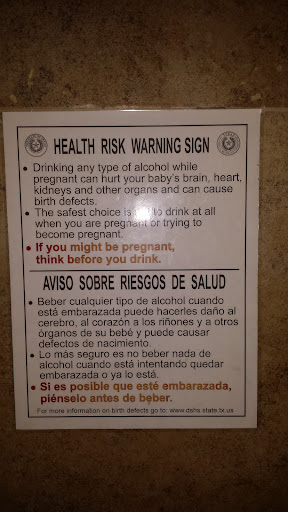 HEALTH RISK WARNING SIGN
• Drinking any type of alcohol while
pregnant can hurt your baby's brain, heart,
kidneys and other organs and can cause
birth defects.
• The safest choice is to drink at all
when you are pregnant or trying to
become pregnant.
• If you might be pregnant,
think before you drink.
AVISO SOBRE RIESGOS DE SALUD
• Beber cualquier tipo de alcohol cuando
está embarazada puede hacerles daño al
cerebro, al corazón a los riñones y a otros
órganos de su bebé y puede causar
defectos de nacimiento.
• Lo más seguro es no beber nada de
alcohol cuando está intentando quedar
embarazada o ya lo está.
• Si es posible que esté embarazada,
piénselo antes de beber.
For more information on birth defects go to: www.dshs.state.tx.us